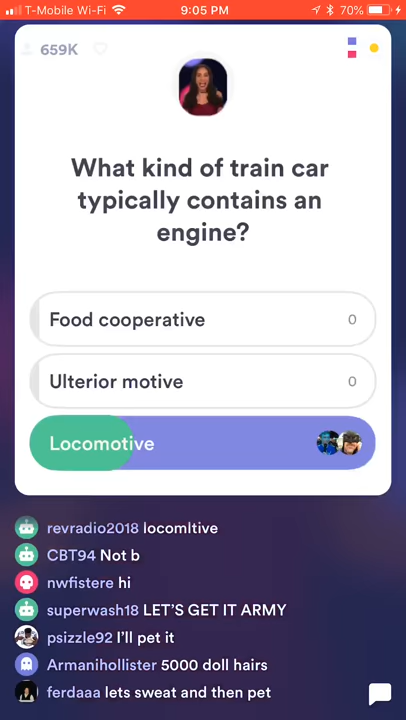 T-Mobile Wi-Fi 9:05 PM 70%
659K
What kind of train car
typically contains an
engine?
Food cooperative 0
Ulterior motive 0
Locomotive
revradio2018 locomltive
CBT94 Not b
nwfistere hi
superwash18 LET'S GET IT ARMY
psizzle92 I'll pet it
Armanihollister 5000 doll hairs
ferdaaa lets sweat and then pet